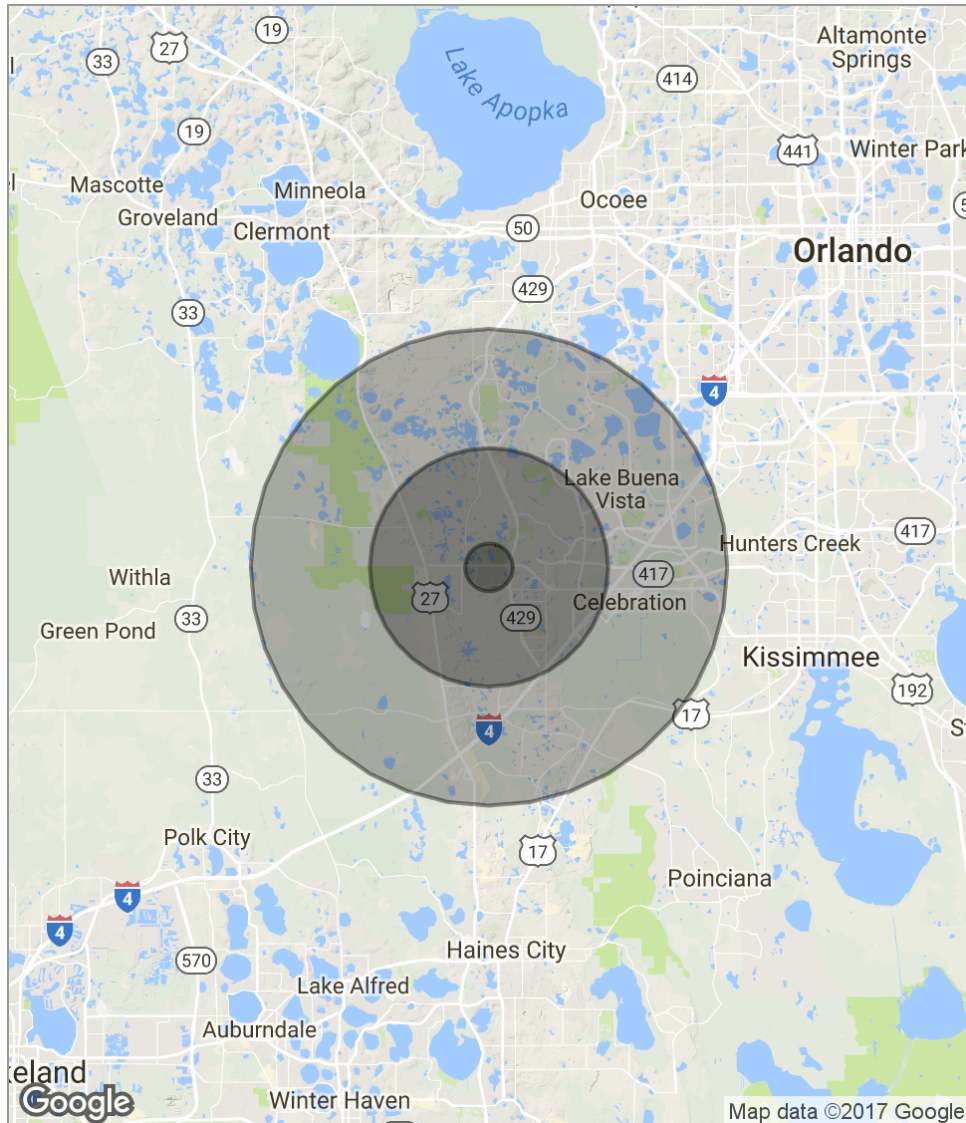 19
27
33
Altamonte
Springs
Lake Apopka
414
19
441
Winter Park
Mascotte
Minneola
Ocoee
Groveland
50
Clermont
Orlando
429
33
4
Lake Buena
Vista
417
Hunters Creek
Withla
417
27
Celebration
33
429
Green Pond
Kissimmee
192
17
4
33
Polk City
17
Poinciana
4
4
Haines City
570
Lake Alfred
Auburndale
keland
Google
Winter Haven
Map data ©2017 Google